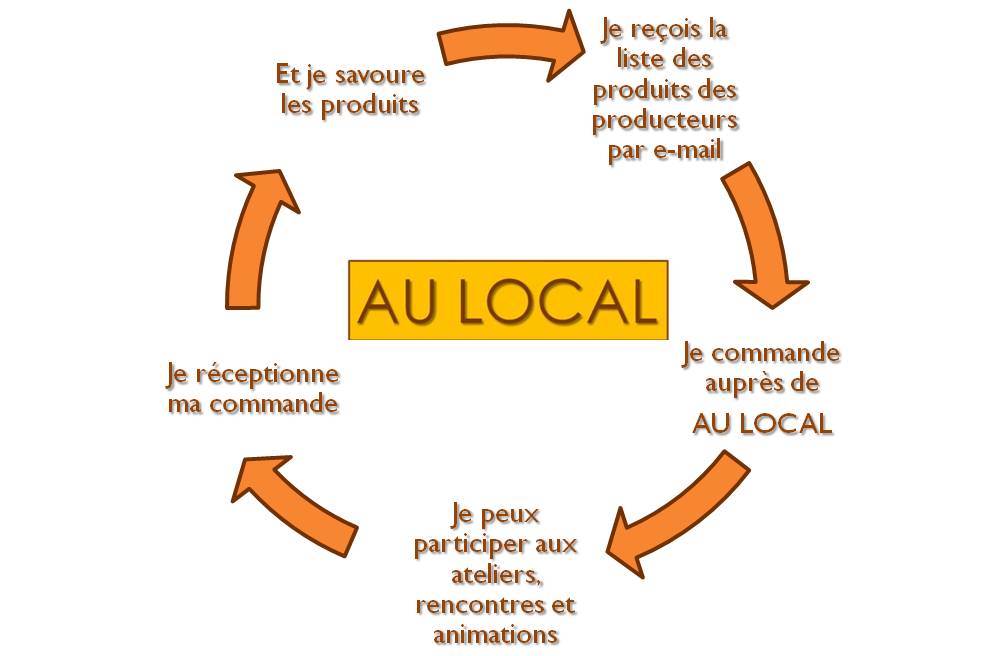 Je reçois la
liste des
produits des
producteurs
par e-mail
Je commande
auprès de
AU LOCAL
Je peux
participer aux
ateliers,
rencontres et
animations
Je réceptionne
ma commande
Et je savoure
les produits
AU LOCAL